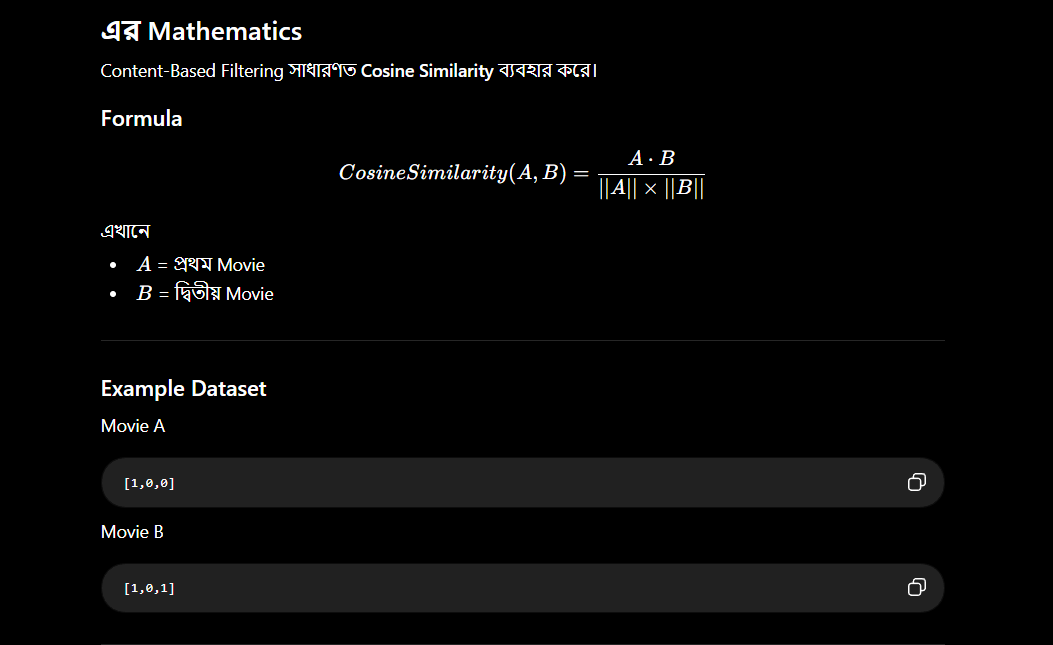 এর Mathematics
Content-Based Filtering সাধারণত Cosine Similarity ব্যবহার করে।
Formula
CosineSimilarity(A, B) = A · B / ||A|| × ||B||
এখানে
• A = প্রথম Movie
• B = দ্বিতীয় Movie
Example Dataset
Movie A
[1,0,0]
Movie B
[1,0,1]